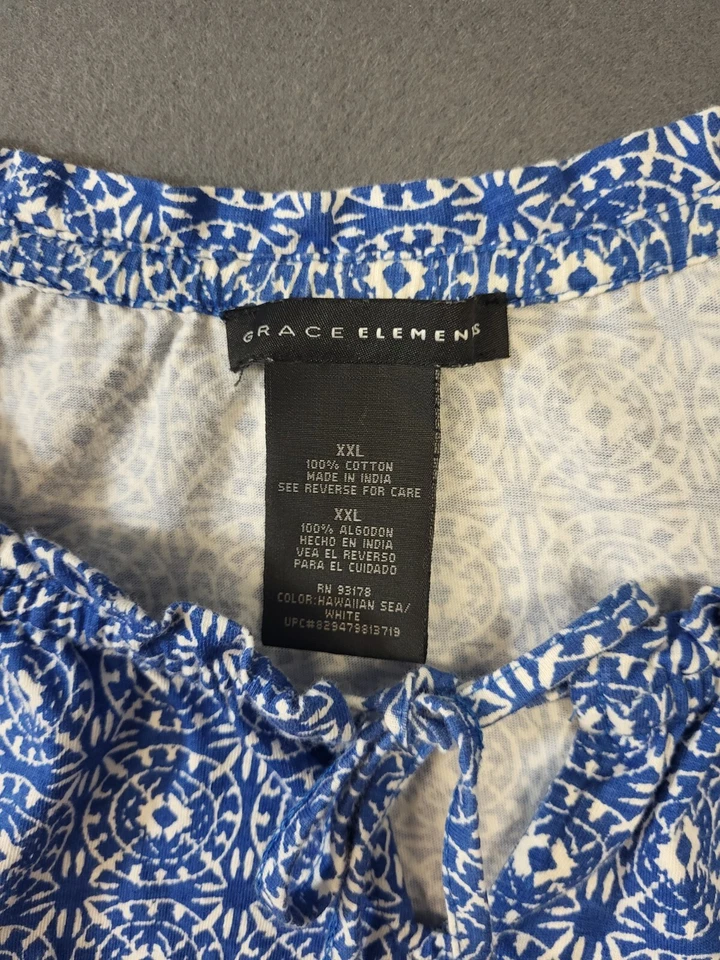 GRACE ELEMENTS
XXL
100% COTTON
MADE IN INDIA
SEE REVERSE FOR CARE
XXL
100% ALGODON
HECHO EN INDIA
VEA EL REVERSO
PARA EL CUIDADO
RN 93178
COLOR:HAWAIIAN SEA/
WHITE
UPC#829479813719